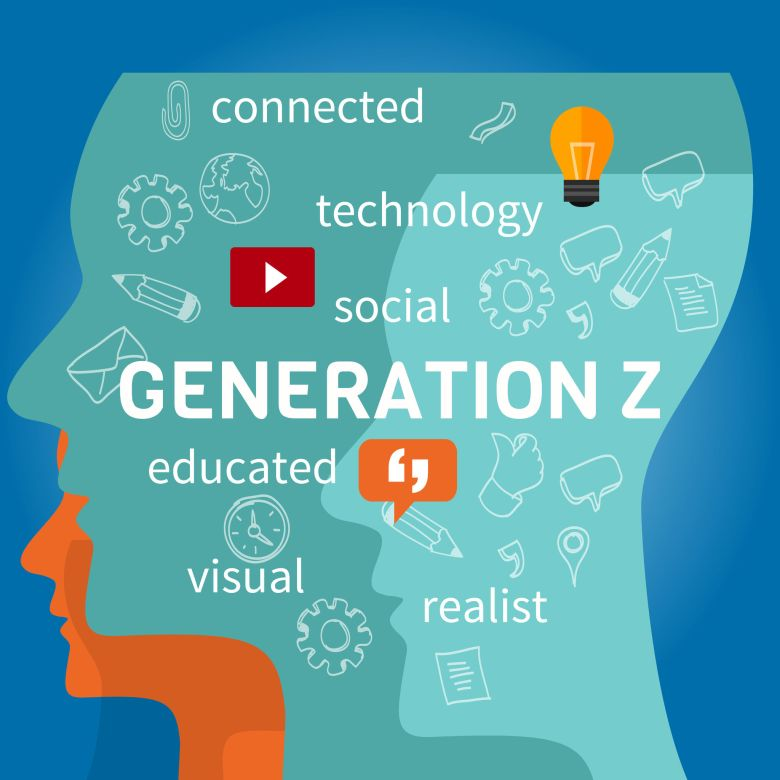 connected
technology
social
GENERATION Z
educated
visual
realist